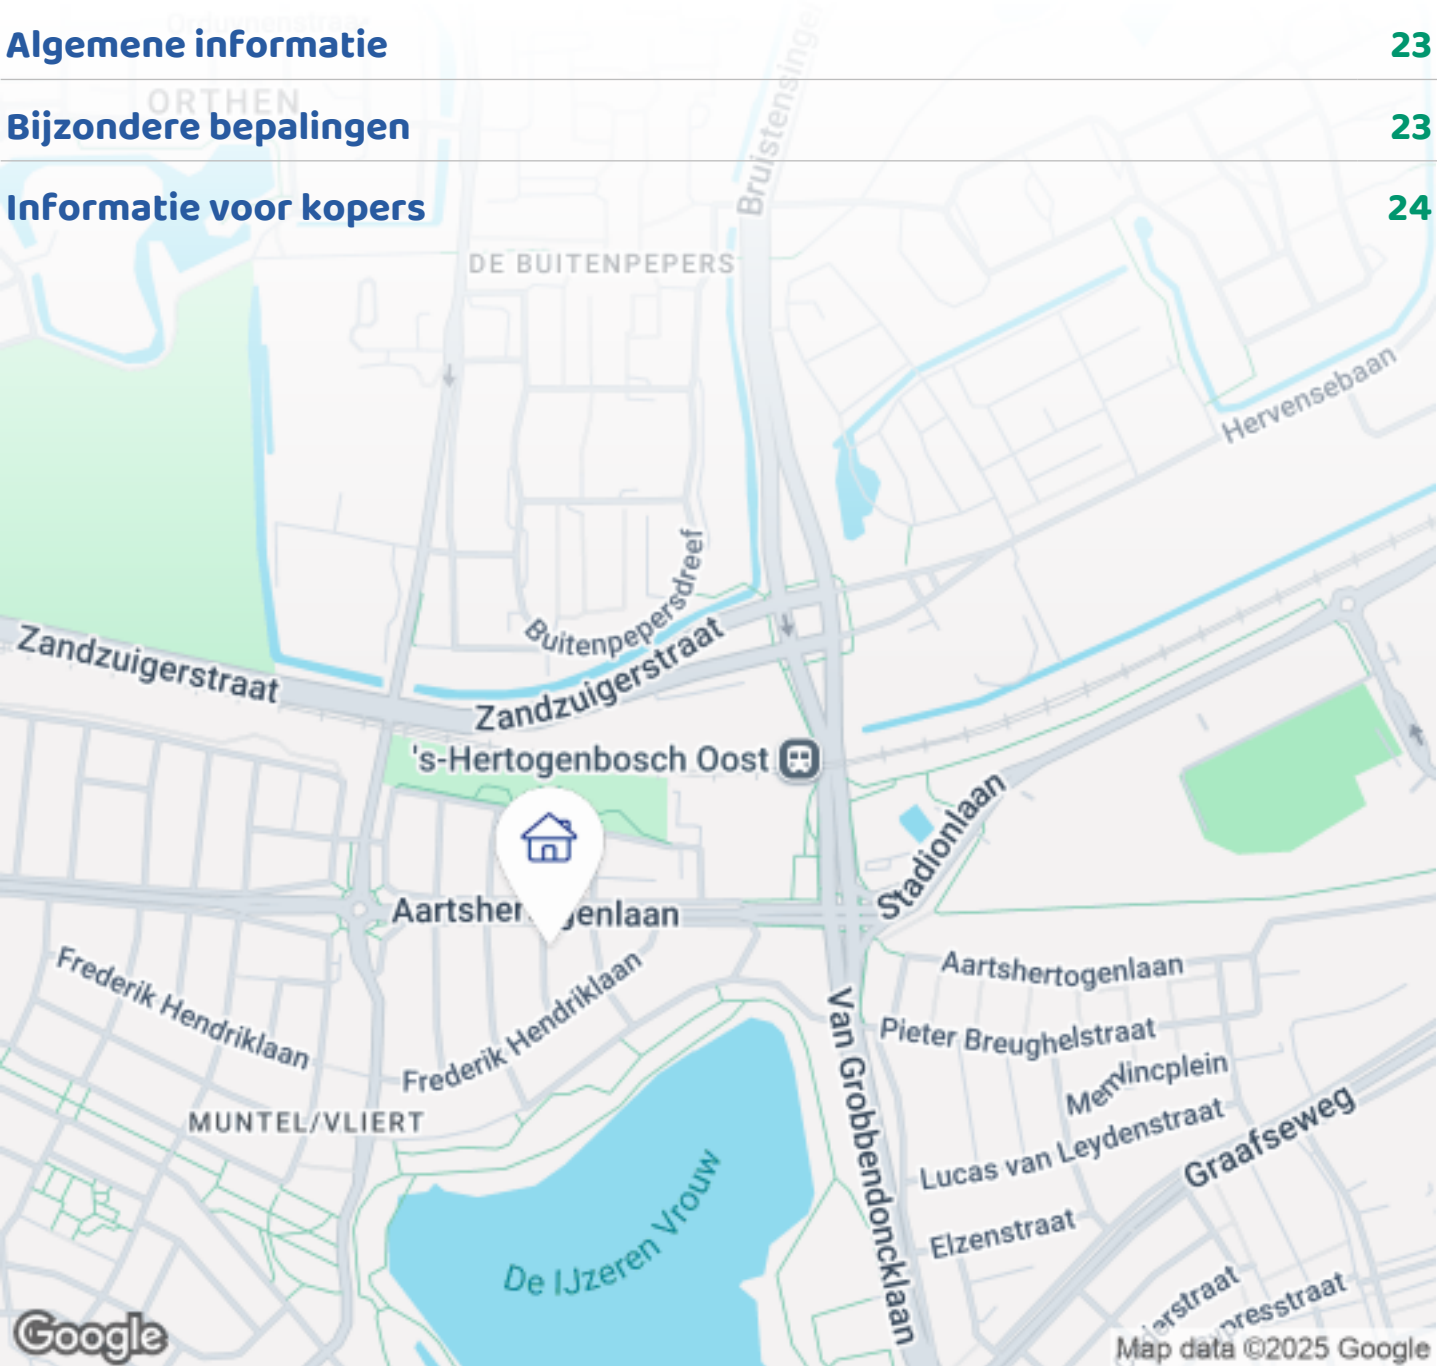 Algemene informatie 23
ORTHEN
Bijzondere bepalingen 23
Bruistensingel
Informatie voor kopers 24
DE BUITENPEPERS
Hervensebaan
Buitenpepersdreef
Zandzuigerstraat
Zandzuigerstraat
's-Hertogenbosch Oost
Stadionlaan
Aartshertogenlaan
Frederik Hendriklaan
Frederik Hendriklaan
Aartshertogenlaan
Pieter Breughelstraat
Memlincplein
MUNTEL/VLIERT
Van Grobbendoncklaan
Lucas van Leydenstraat
Graafseweg
De IJzeren Vrouw
Elzenstraat
Google
Map data ©2025 Google